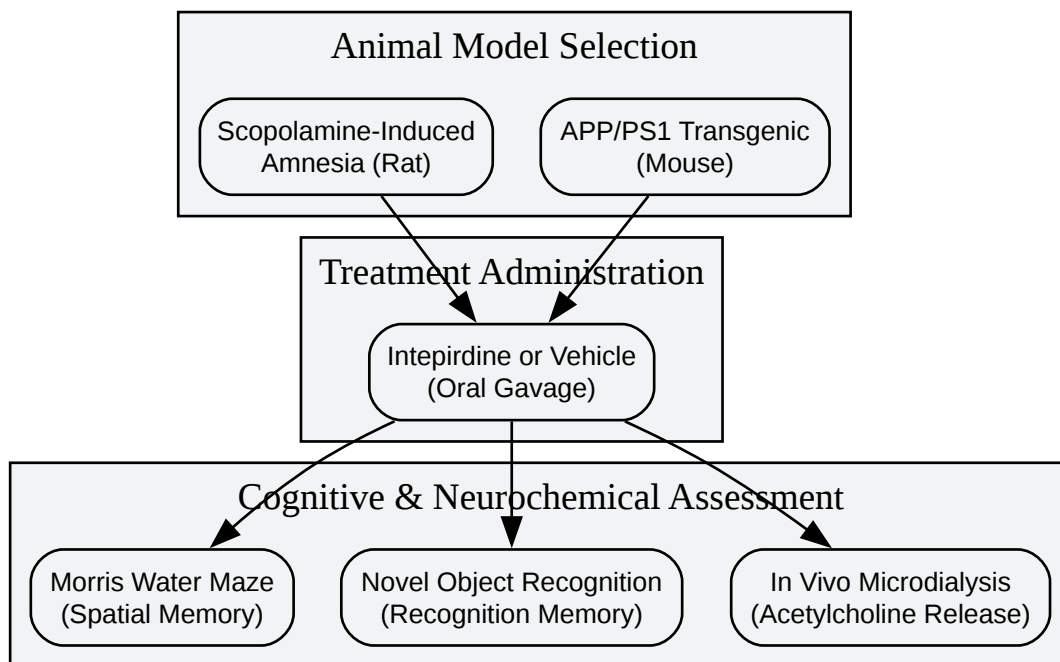 Animal Model Selection
Scopolamine-Induced
Amnesia (Rat)
APP/PS1 Transgenic
(Mouse)
Treatment Administration
Intepirdine or Vehicle
(Oral Gavage)
Cognitive & Neurochemical Assessment
Morris Water Maze
(Spatial Memory)
Novel Object Recognition
(Recognition Memory)
In Vivo Microdialysis
(Acetylcholine Release)